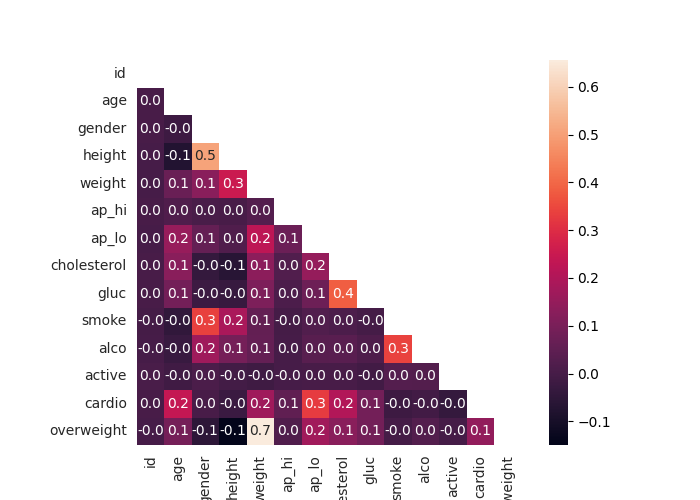 id
age 0.0
gender 0.0 -0.0
height 0.0 -0.1 0.5
weight 0.0 0.1 0.1 0.3
ap_hi 0.0 0.0 0.0 0.0 0.0
ap_lo 0.0 0.2 0.1 0.0 0.2 0.1
cholesterol 0.0 0.1 -0.0 -0.1 0.1 0.0 0.2
gluc 0.0 0.1 -0.0 -0.0 0.1 0.0 0.1 0.4
smoke -0.0 -0.0 0.3 0.2 0.1 -0.0 0.0 0.0 -0.0
alco -0.0 -0.0 0.2 0.1 0.1 -0.0 0.0 0.0 0.0 0.3
active 0.0 -0.0 0.0 -0.0 -0.0 -0.0 0.0 0.0 -0.0 0.0 0.0
cardio 0.0 0.2 0.0 -0.0 0.2 0.1 0.3 0.2 0.1 -0.0 -0.0 -0.0
overweight -0.0 0.1 -0.1 -0.1 0.7 0.0 0.2 0.1 0.1 -0.0 0.0 -0.0 0.1
id
age
gender
height
weight
ap_hi
ap_lo
esterol
gluc
smoke
alco
active
cardio
weight
0.6
0.5
0.4
0.3
0.2
0.1
0.0
−0.1